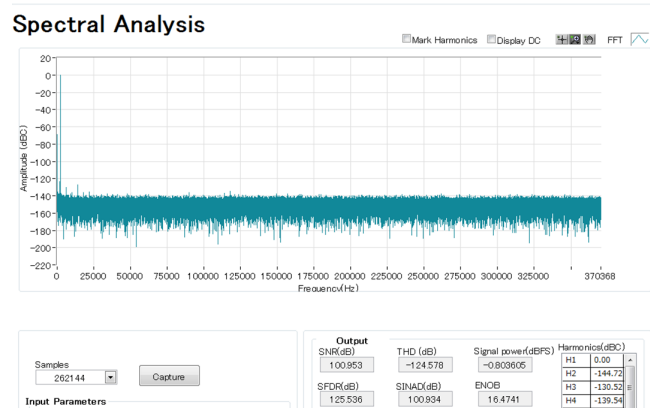 Spectral Analysis
Mark Harmonics Display DC FFT
20
0
-20
-40
-60
-80
-100
-120
-140
-160
-180
-200
-220
Amplitude (dBC)
0 25000 50000 75000 100000 125000 150000 175000 200000 225000 250000 275000 300000 325000 370368
Frequency(Hz)
Samples
262144
Capture
Input Parameters
Output
SNR(dB) THD (dB) Signal power(dBFS) Harmonics(dBC)
100.953 -124.578 -0.803605
SFDR(dB) SINAD(dB) ENOB
125.536 100.934 16.4741
H1 0.00
H2 -144.72
H3 -130.52
H4 -139.54